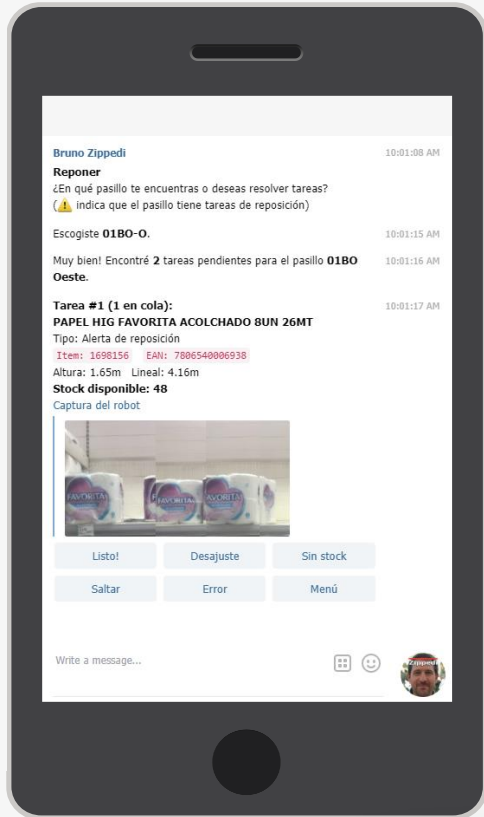 Bruno Zippedi 10:01:08 AM
Reponer
¿En qué pasillo te encuentras o deseas resolver tareas?
(⚠ indica que el pasillo tiene tareas de reposición)
Escogiste 01BO-O. 10:01:15 AM
Muy bien! Encontré 2 tareas pendientes para el pasillo 01BO 10:01:16 AM
Oeste.
Tarea #1 (1 en cola): 10:01:17 AM
PAPEL HIG FAVORITA ACOLCHADO 8UN 26MT
Tipo: Alerta de reposición
Item: 1698156 EAN: 7806540006938
Altura: 1.65m Lineal: 4.16m
Stock disponible: 48
Captura del robot
FAVORITA FAVORITA FAVORITA
Listo! Desajuste Sin stock
Saltar Error Menú
Write a message...
Zippedi